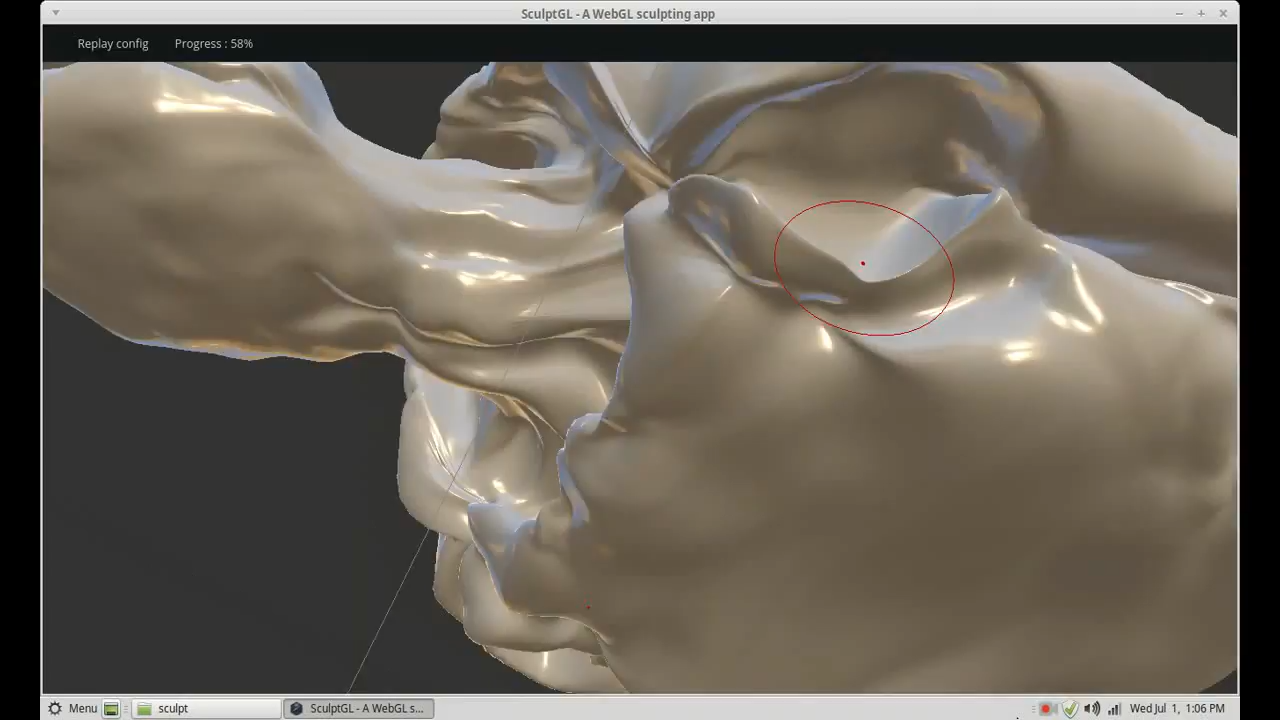 SculptGL - A WebGL sculpting app
Replay config Progress : 58%
Menu sculpt SculptGL - A WebGL s... Wed Jul 1, 1:06 PM